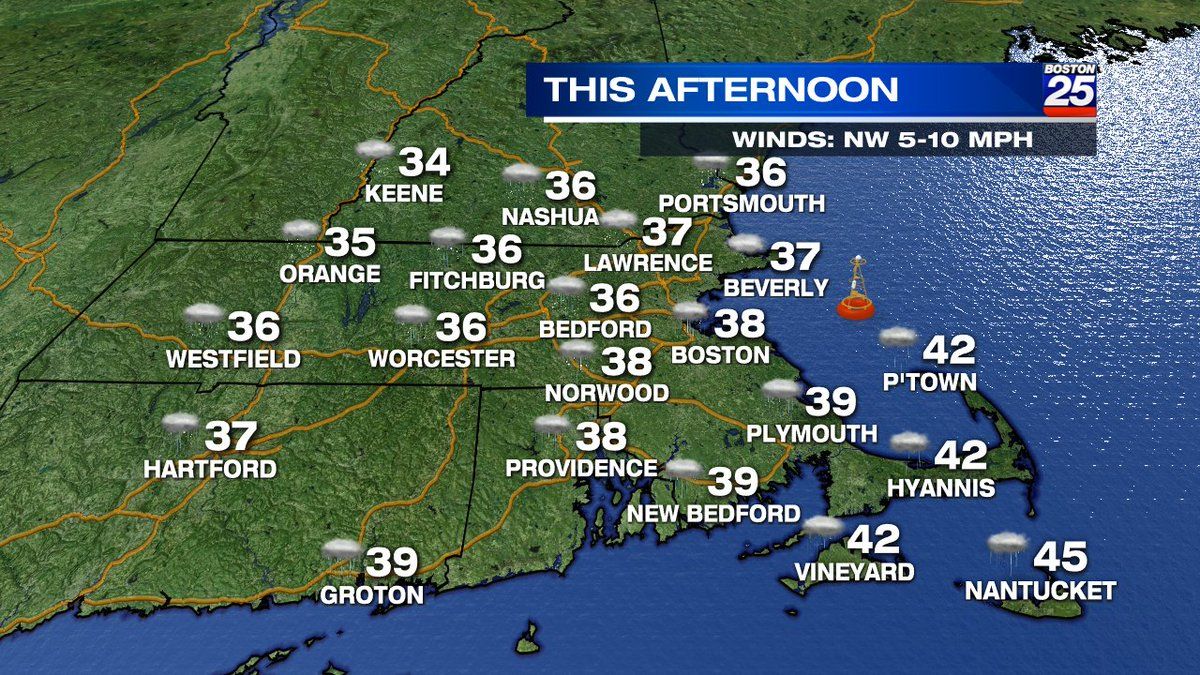 THIS AFTERNOON
BOSTON
25
WINDS: NW 5-10 MPH
34
KEENE
36
NASHUA
36
PORTSMOUTH
35
ORANGE
36
FITCHBURG
37
LAWRENCE
37
BEVERLY
36
WESTFIELD
36
WORCESTER
36
BEDFORD
38
BOSTON
38
NORWOOD
42
P'TOWN
37
HARTFORD
38
PROVIDENCE
39
PLYMOUTH
42
HYANNIS
39
NEW BEDFORD
39
GROTON
42
VINEYARD
45
NANTUCKET